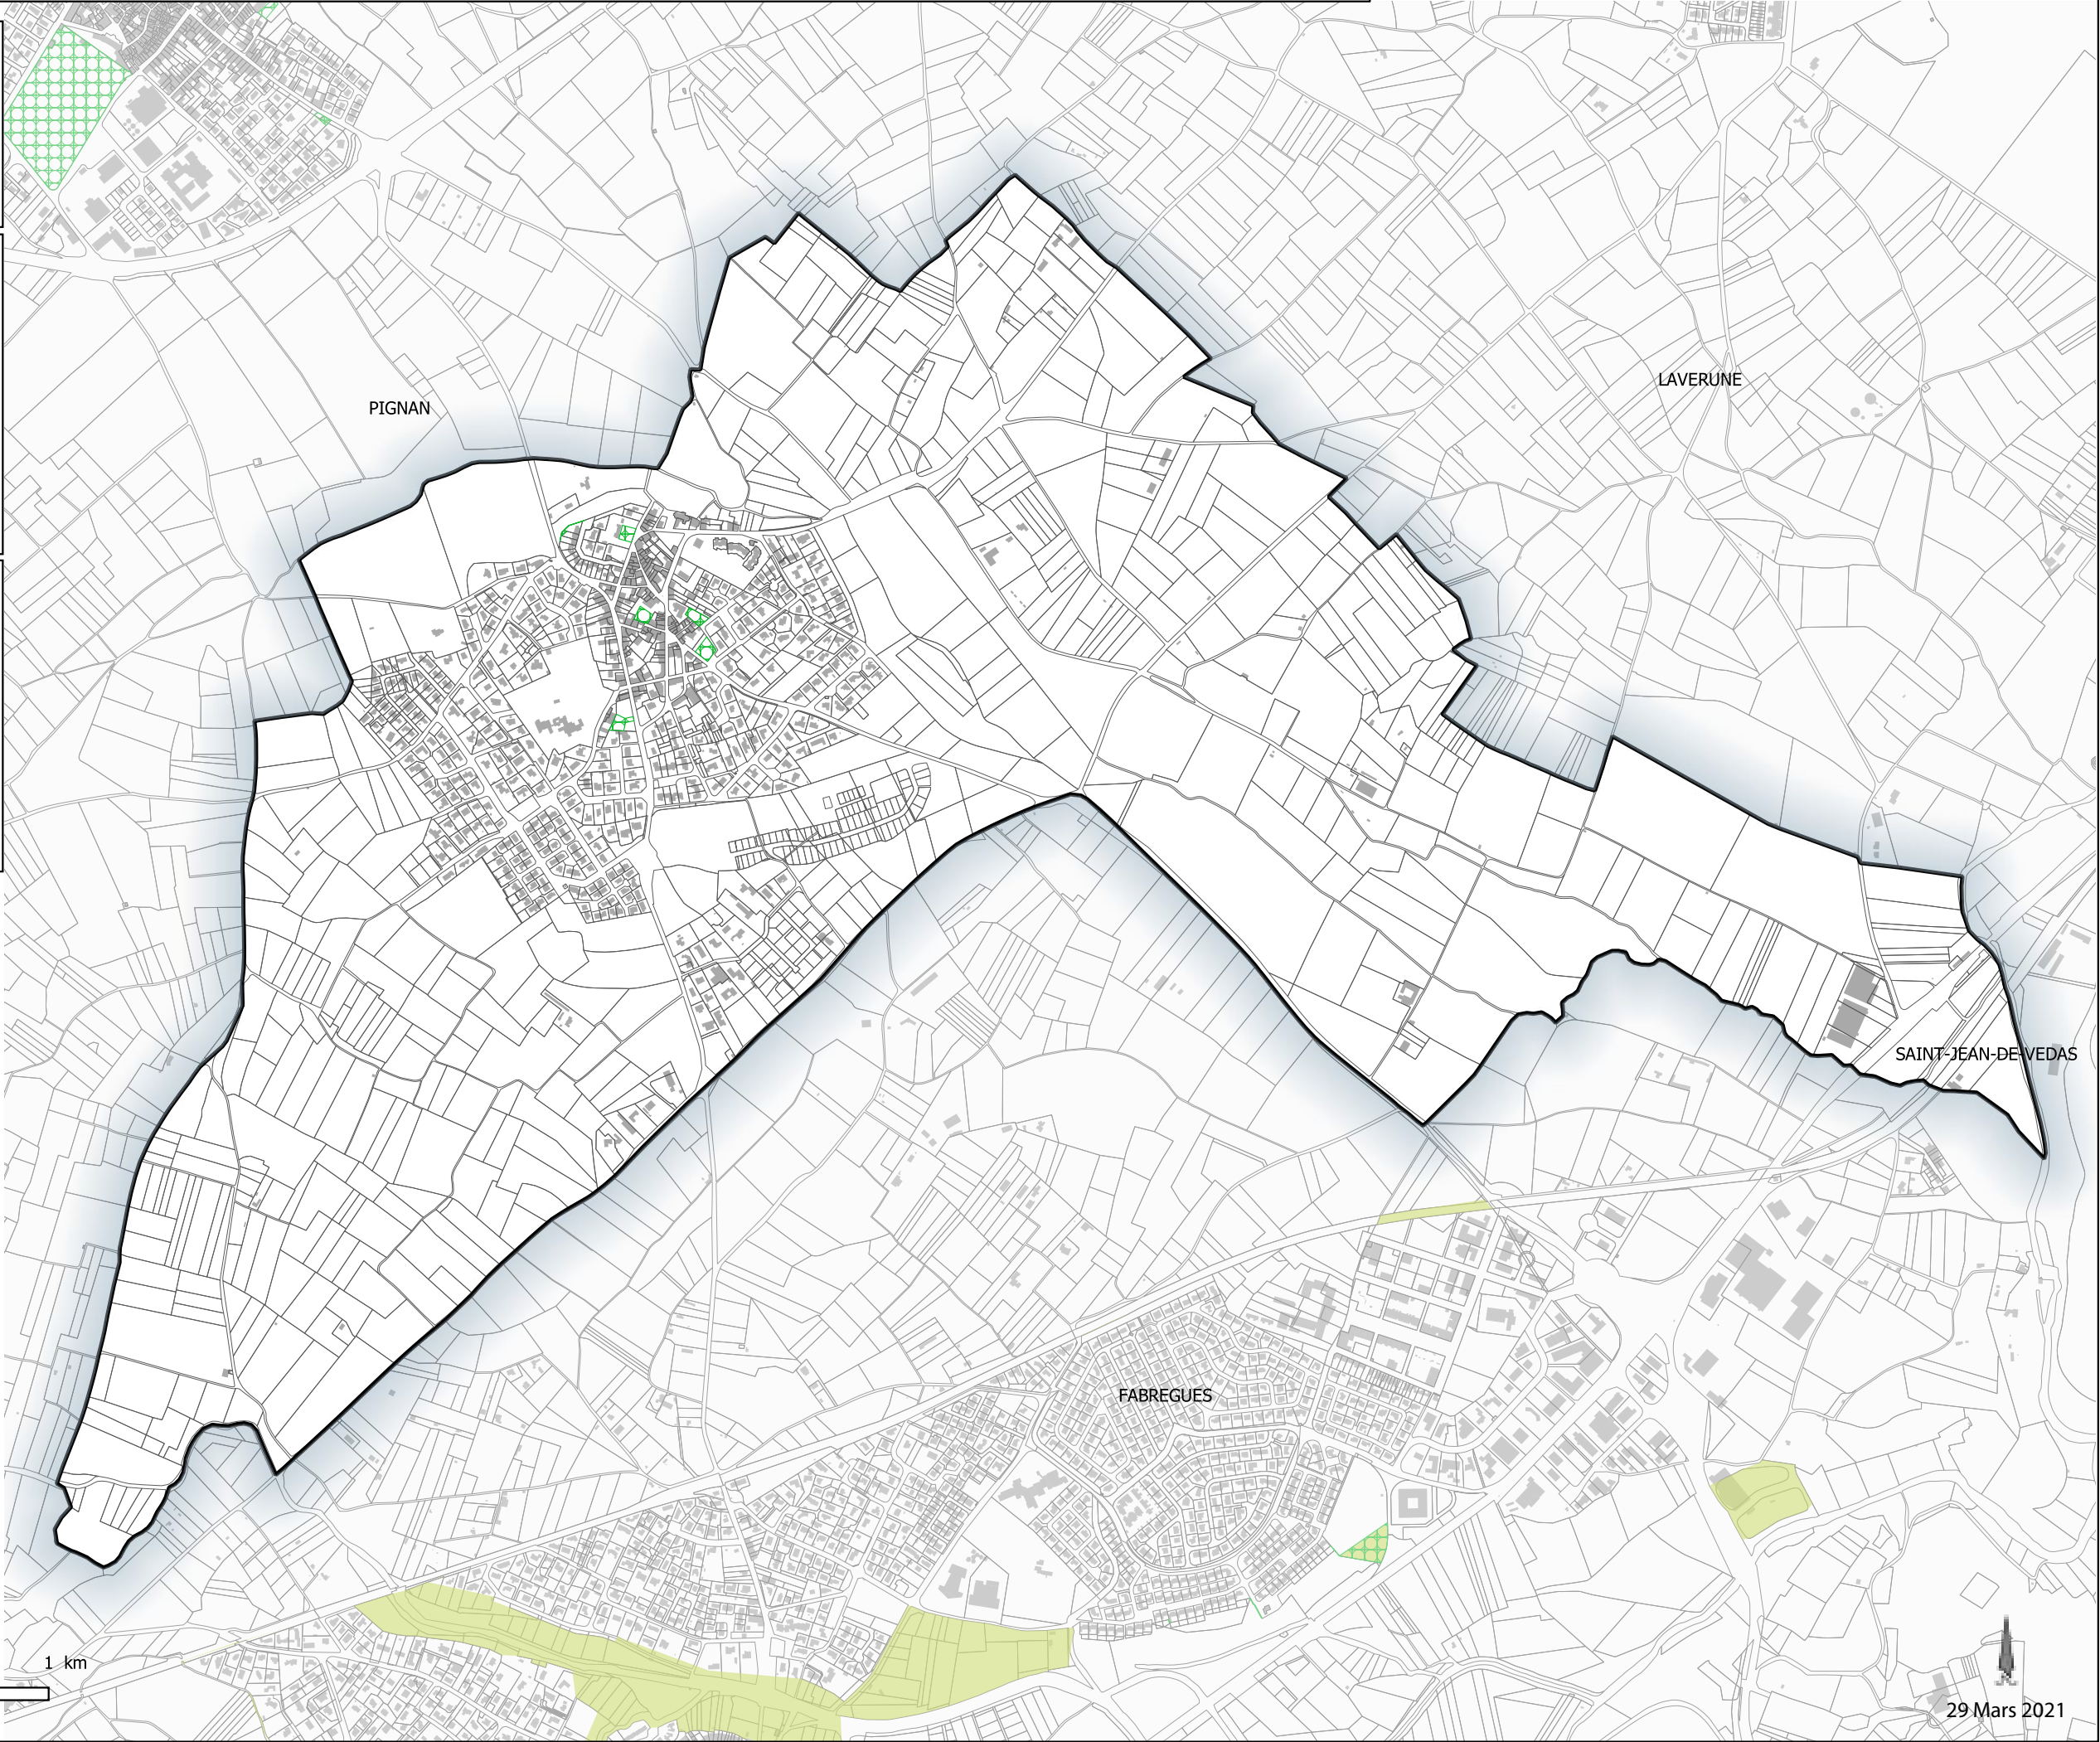 LAVERUNE
PIGNAN
SAINT-JEAN-DE-VEDAS
FABREGUES
1 km
29 Mars 2021